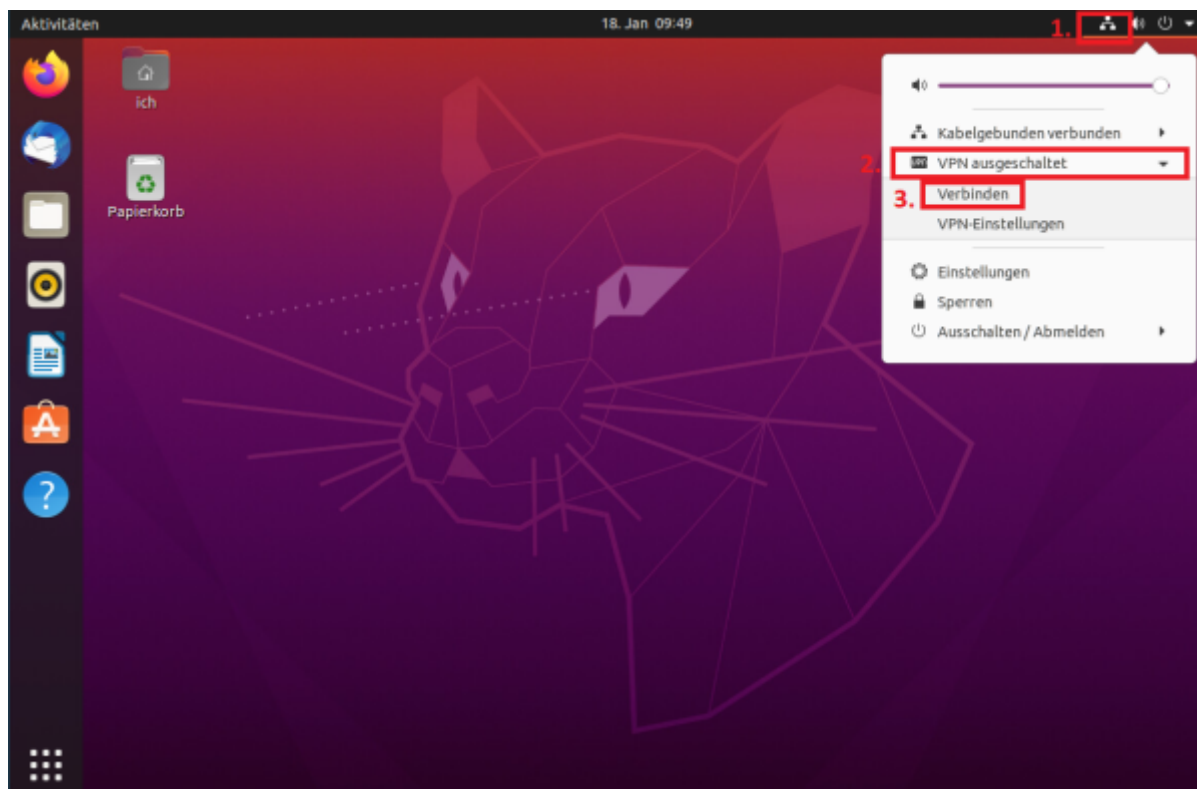 Aktivitäten
18. Jan 09:49
1.
ich
Papierkorb
Kabelgebunden verbunden
2.
VPN
VPN ausgeschaltet
3.
Verbinden
VPN-Einstellungen
Einstellungen
Sperren
Ausschalten / Abmelden
A
?